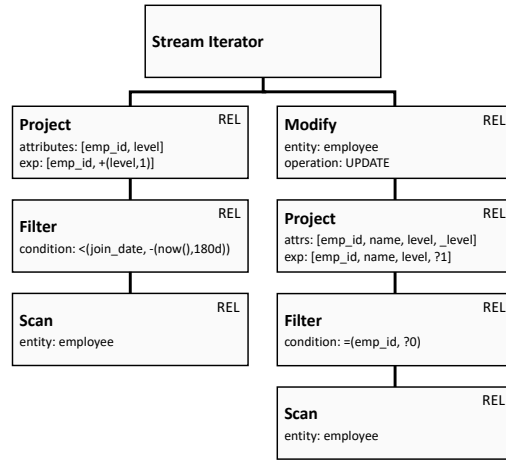 Stream Iterator
Project REL
attributes: [emp_id, level]
exp: [emp_id, +(level,1)]
Filter REL
condition: <(join_date, -(now(),180d))
Scan REL
entity: employee
Modify REL
entity: employee
operation: UPDATE
Project REL
attrs: [emp_id, name, level, _level]
exp: [emp_id, name, level, ?1]
Filter REL
condition: =(emp_id, ?0)
Scan REL
entity: employee